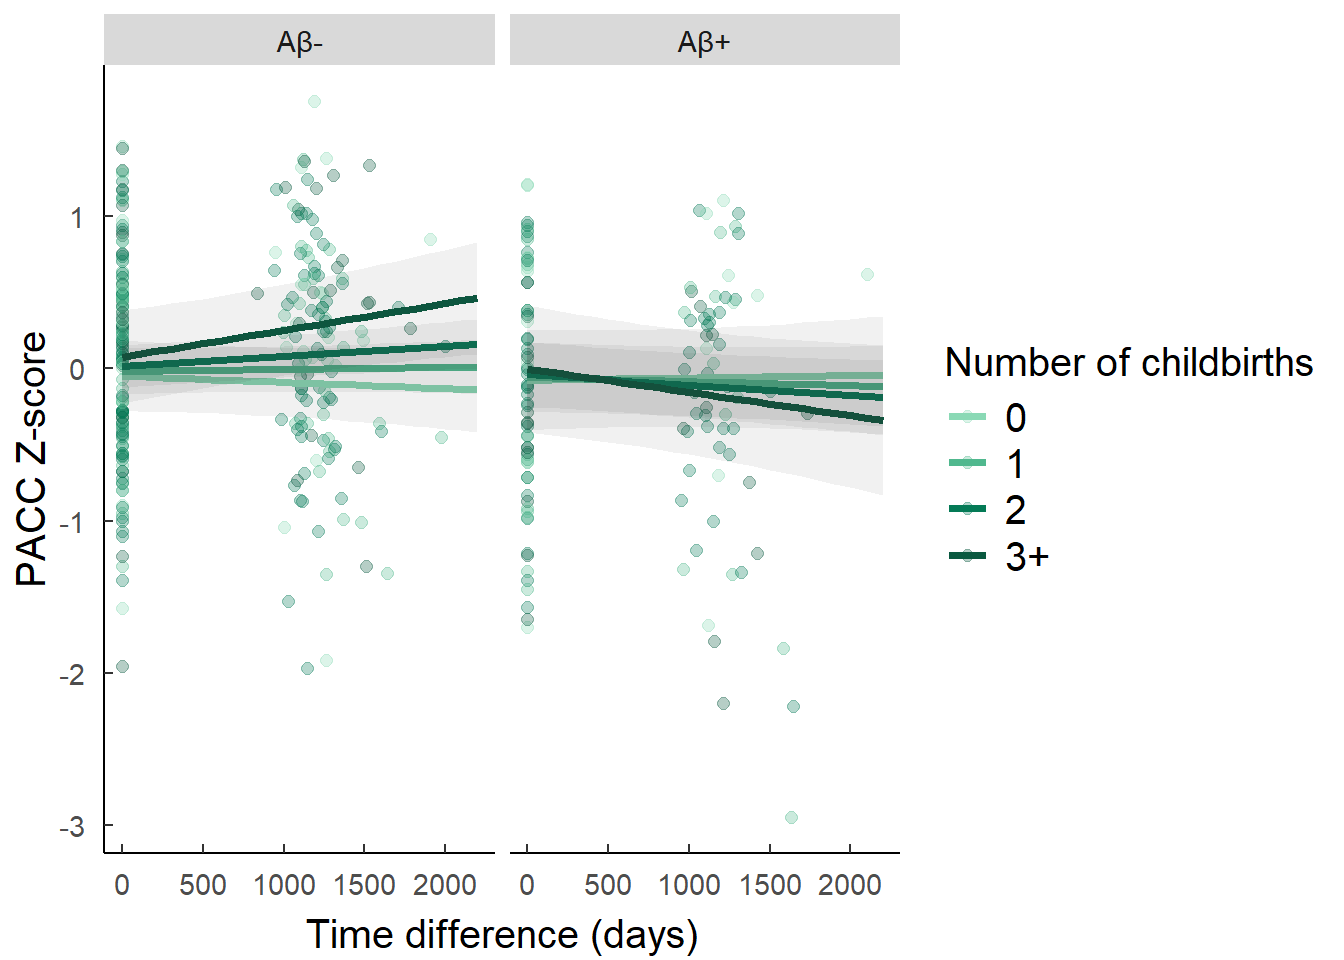 Aβ-
Aβ+
PACC Z-score
1
0
-1
-2
-3
0 500 1000 1500 2000
0 500 1000 1500 2000
Time difference (days)
Number of childbirths
0
1
2
3+